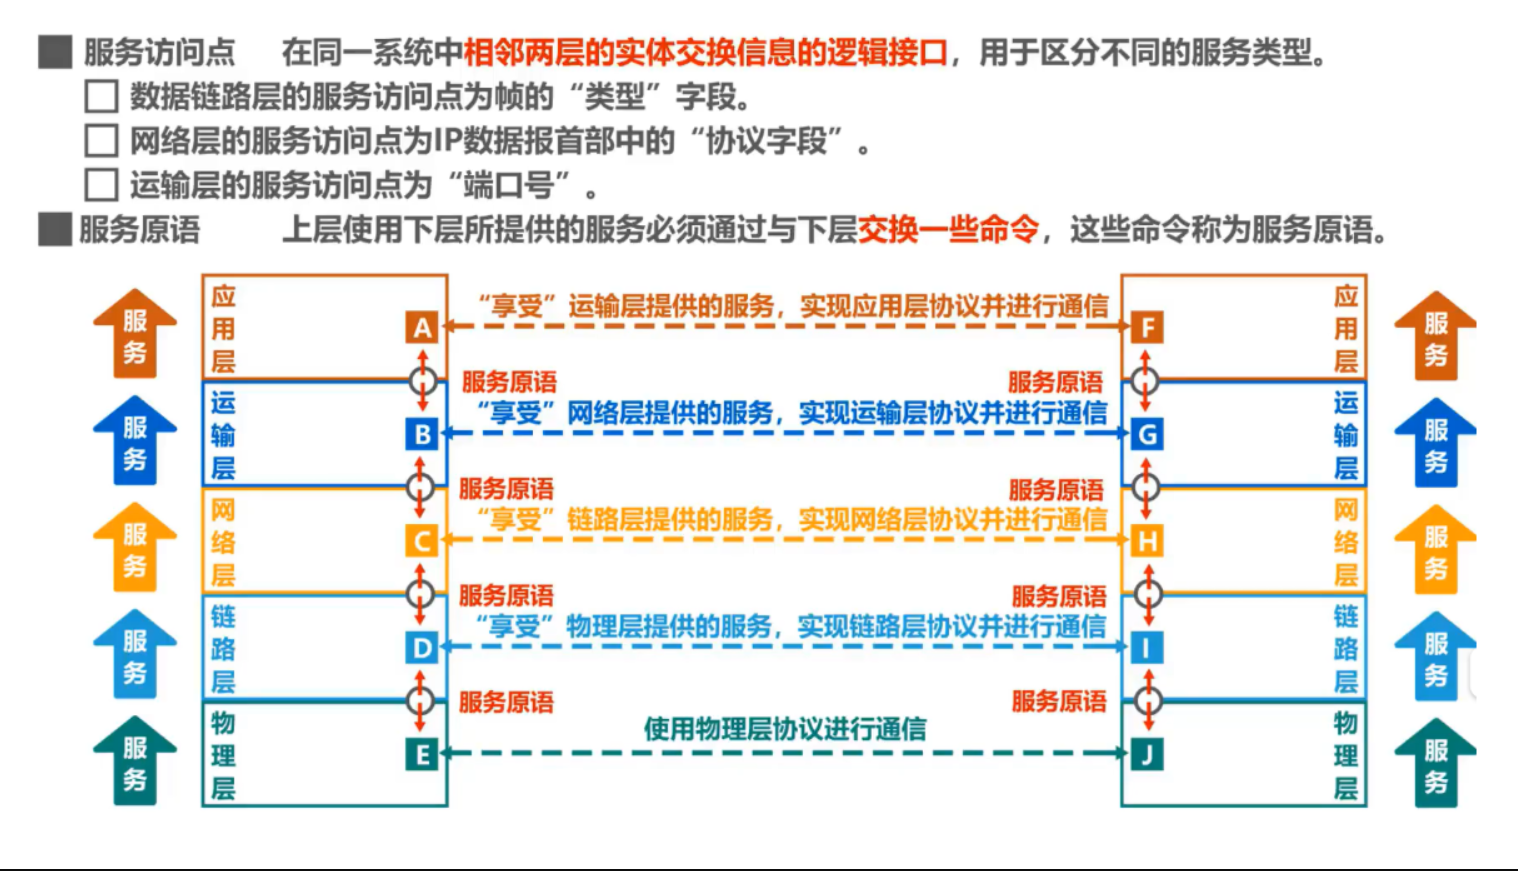 服务访问点 在同一系统中相邻两层的实体交换信息的逻辑接口，用于区分不同的服务类型。
数据链路层的服务访问点为帧的“类型”字段。
网络层的服务访问点为IP数据报首部中的“协议字段”。
运输层的服务访问点为“端口号”。
服务原语 上层使用下层所提供的服务必须通过与下层交换一些命令，这些命令称为服务原语。
服务 应用层 A “享受”运输层提供的服务，实现应用层协议并进行通信 F 应用层 服务
服务原语 服务原语
服务 运输层 B “享受”网络层提供的服务，实现运输层协议并进行通信 G 运输层 服务
服务原语 服务原语
服务 网络层 C “享受”链路层提供的服务，实现网络层协议并进行通信 H 网络层 服务
服务原语 服务原语
服务 链路层 D “享受”物理层提供的服务，实现链路层协议并进行通信 I 链路层 服务
服务原语 服务原语
服务 物理层 E 使用物理层协议进行通信 J 物理层 服务